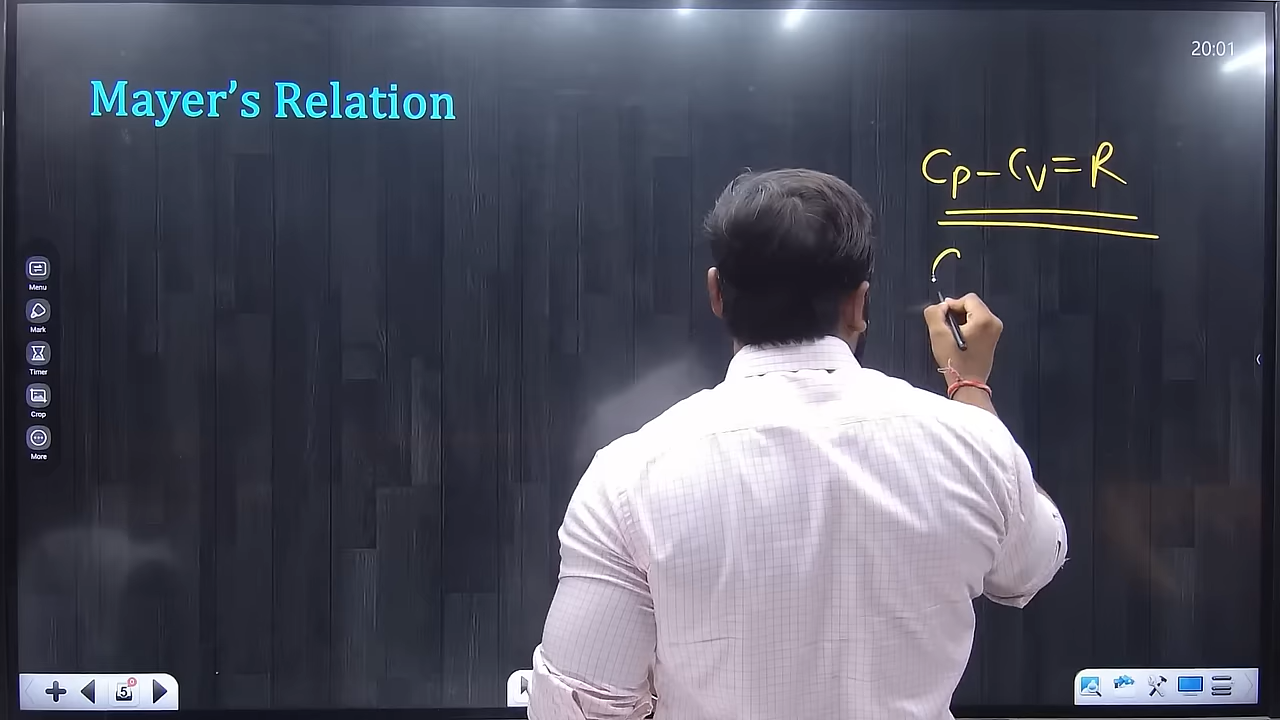 20:01
Mayer's Relation
Cp - Cv = R
C
Menu
Mark
Timer
Crop
More
5